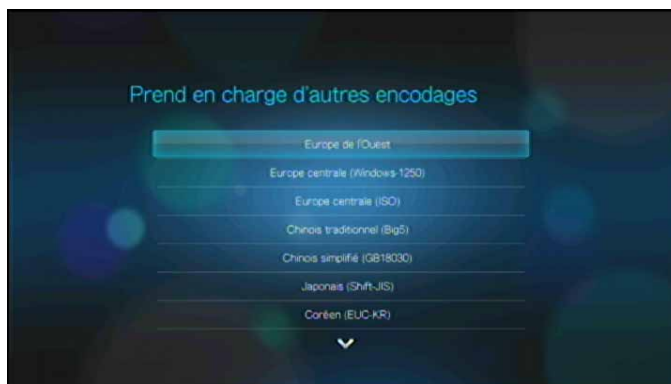 Prend en charge d'autres encodages
Europe de l'Ouest
Europe centrale (Windows-1250)
Europe centrale (ISO)
Chinois traditionnel (Big5)
Chinois simplifié (GB18030)
Japonais (Shift-JIS)
Coréen (EUC-KR)